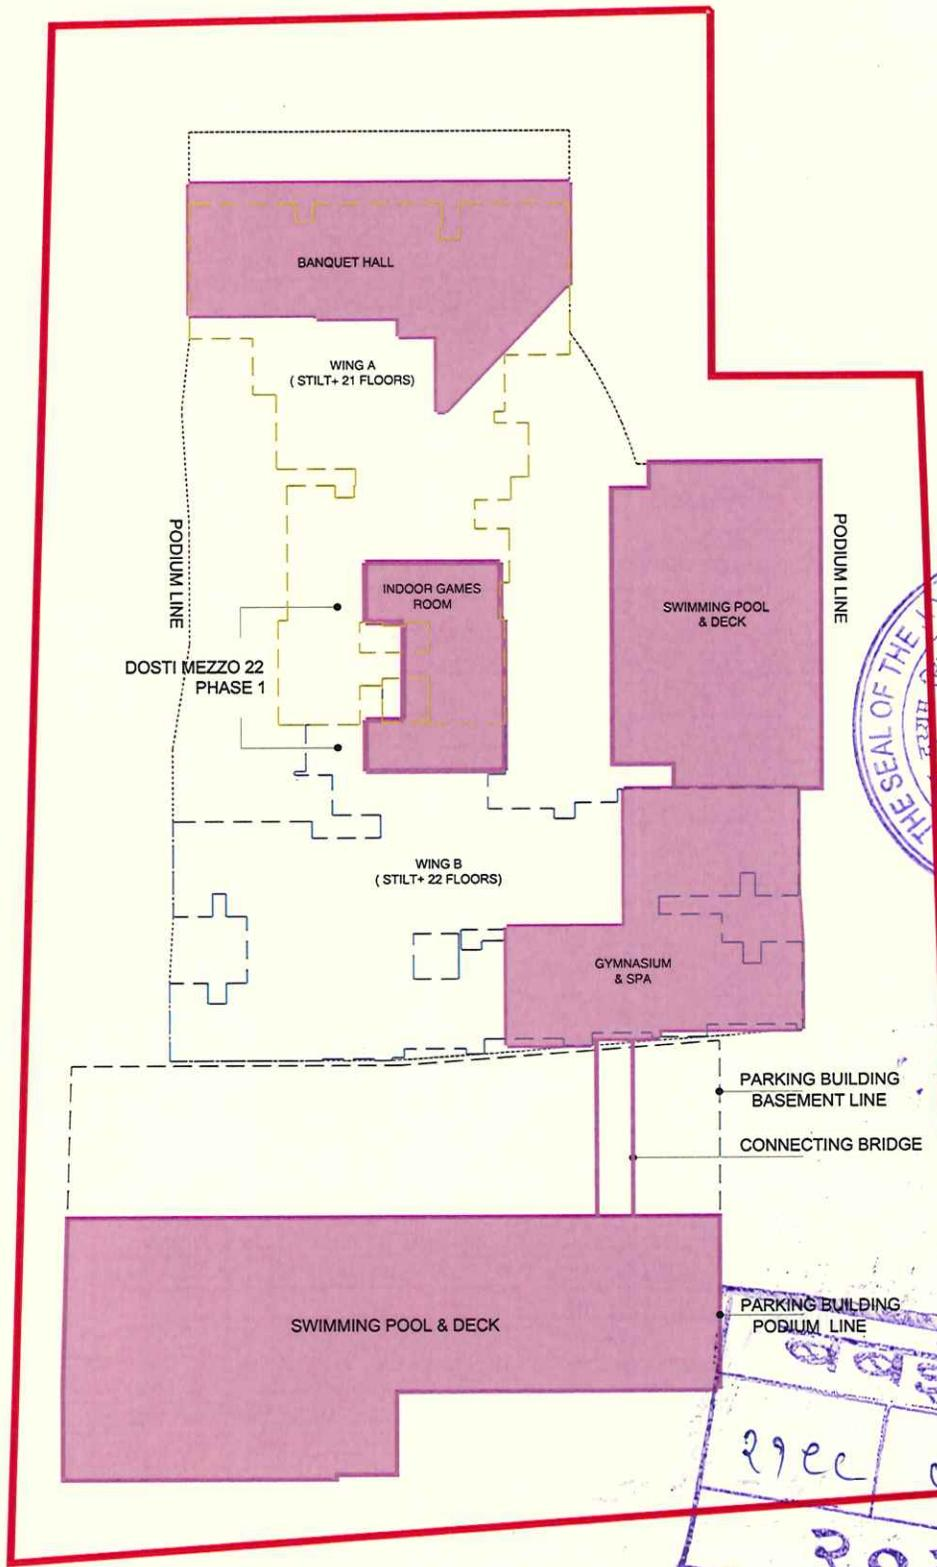 BANQUET HALL
WING A
( STILT+ 21 FLOORS)
PODIUM LINE
PODIUM LINE
INDOOR GAMES
ROOM
SWIMMING POOL
& DECK
DOSTI MEZZO 22
PHASE 1
THE SEAL OF THE
WING B
( STILT+ 22 FLOORS)
GYMNASIUM
& SPA
PARKING BUILDING
BASEMENT LINE
CONNECTING BRIDGE
SWIMMING POOL & DECK
PARKING BUILDING
PODIUM LINE